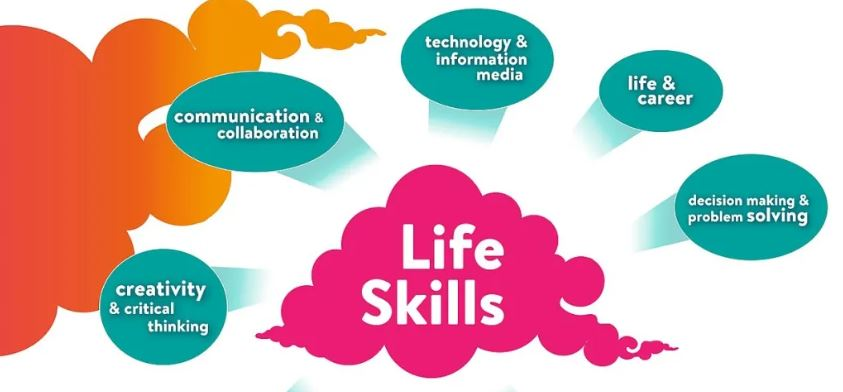 technology &
information
media
life &
career
communication &
collaboration
decision making &
problem solving
Life
Skills
creativity
& critical
thinking